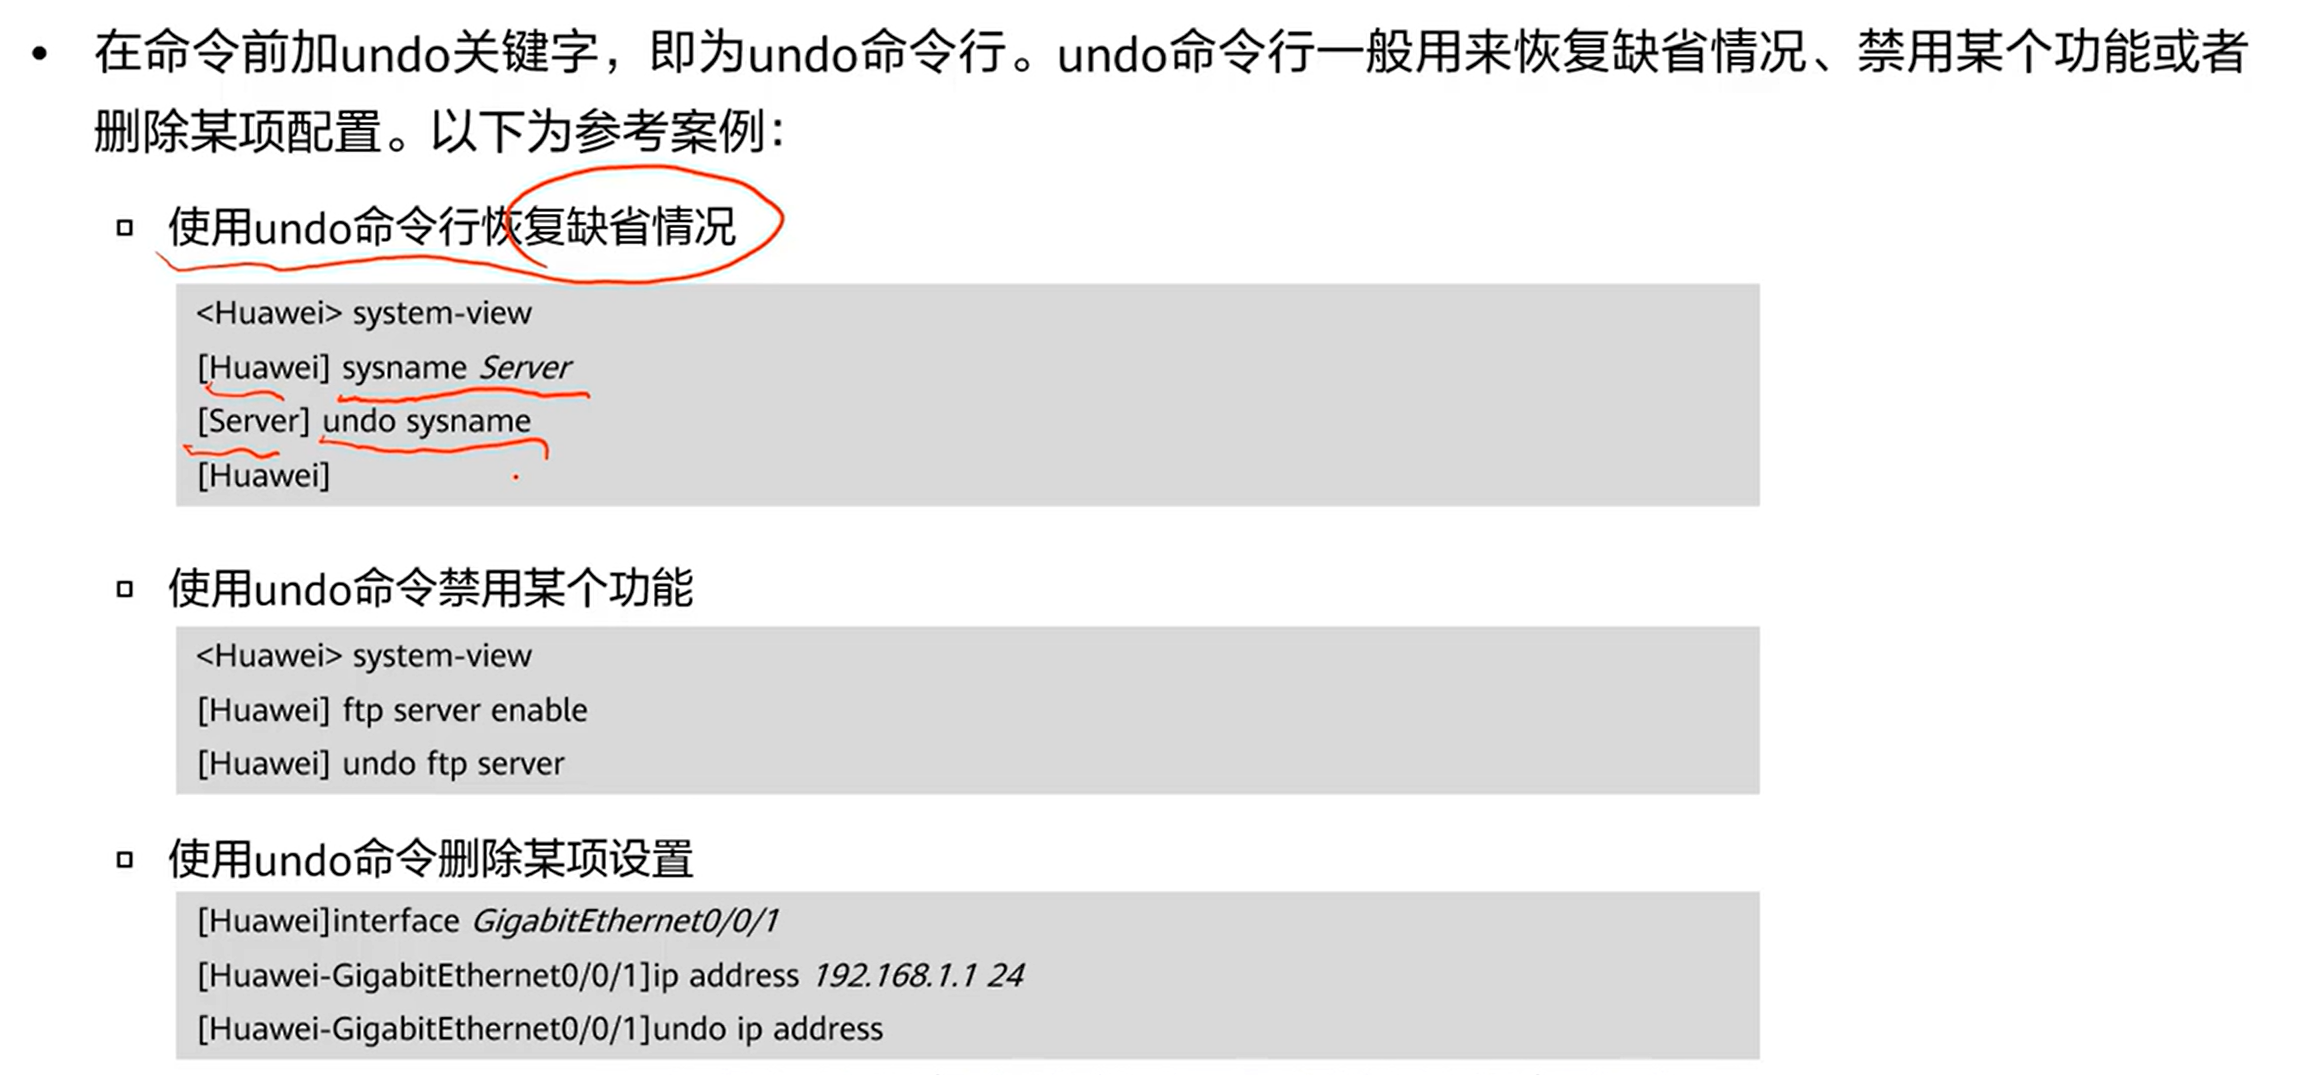 • 在命令前加undo关键字，即为undo命令行。undo命令行一般用来恢复缺省情况、禁用某个功能或者
删除某项配置。以下为参考案例：
▫ 使用undo命令行恢复缺省情况
<Huawei> system-view
[Huawei] sysname Server
[Server] undo sysname
[Huawei]
▫ 使用undo命令禁用某个功能
<Huawei> system-view
[Huawei] ftp server enable
[Huawei] undo ftp server
▫ 使用undo命令删除某项设置
[Huawei]interface GigabitEthernet0/0/1
[Huawei-GigabitEthernet0/0/1]ip address 192.168.1.1 24
[Huawei-GigabitEthernet0/0/1]undo ip address